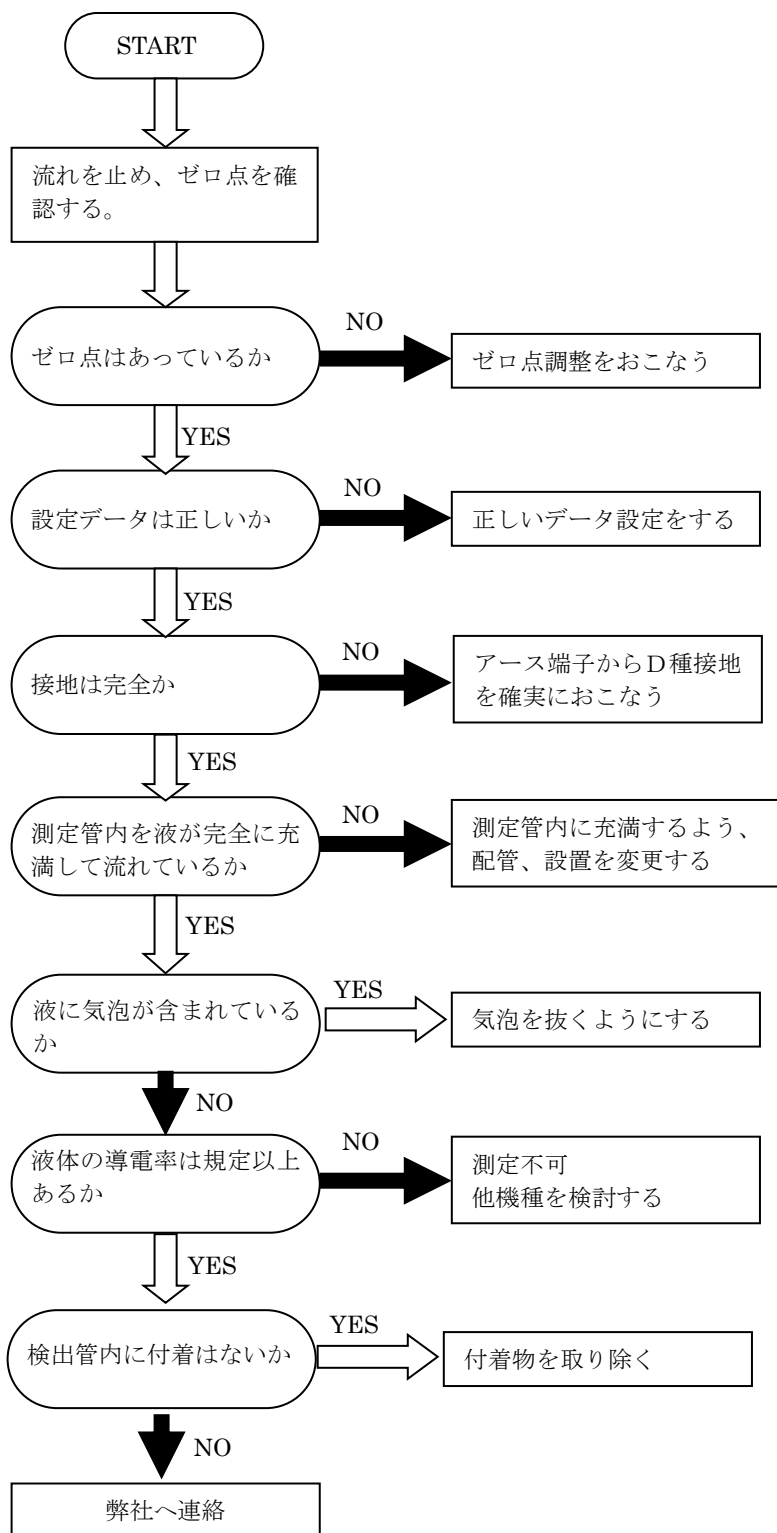 START
流れを止め、ゼロ点を確
認する。
ゼロ点はあっているか
NO
ゼロ点調整をおこなう
YES
設定データは正しいか
NO
正しいデータ設定をする
YES
接地は完全か
NO
アース端子からD種接地
を確実におこなう
YES
測定管内を液が完全に充
満して流れているか
NO
測定管内に充満するよう、
配管、設置を変更する
YES
液に気泡が含まれている
か
YES
気泡を抜くようにする
NO
液体の導電率は規定以上
あるか
NO
測定不可
他機種を検討する
YES
検出管内に付着はないか
YES
付着物を取り除く
NO
弊社へ連絡